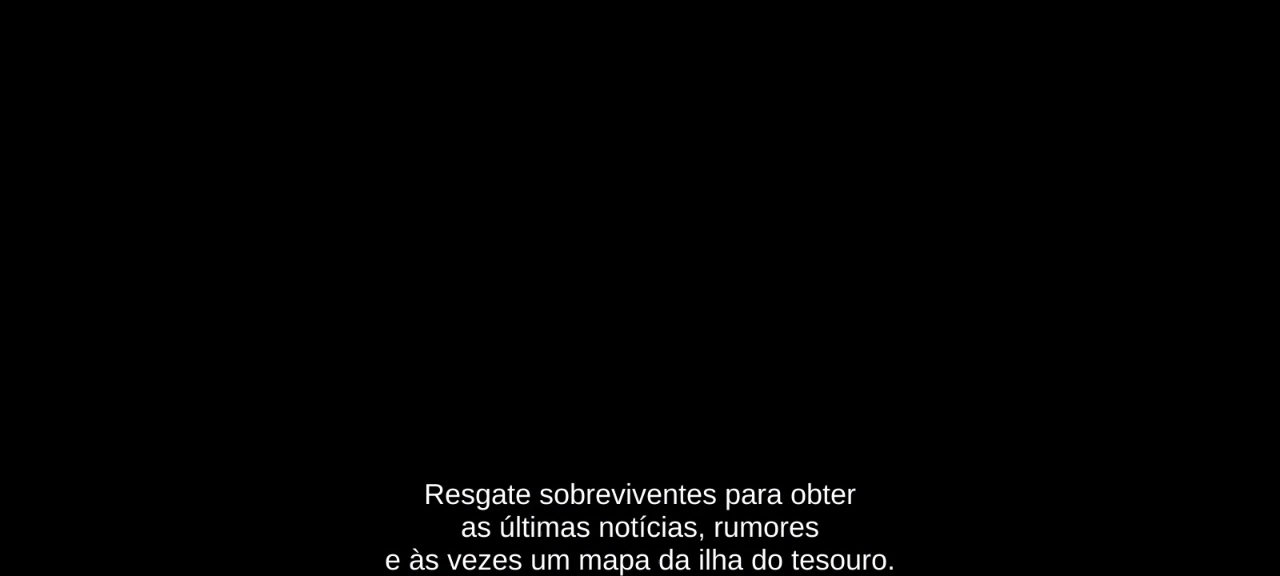 Resgate sobreviventes para obter
as últimas notícias, rumores
e às vezes um mapa da ilha do tesouro.